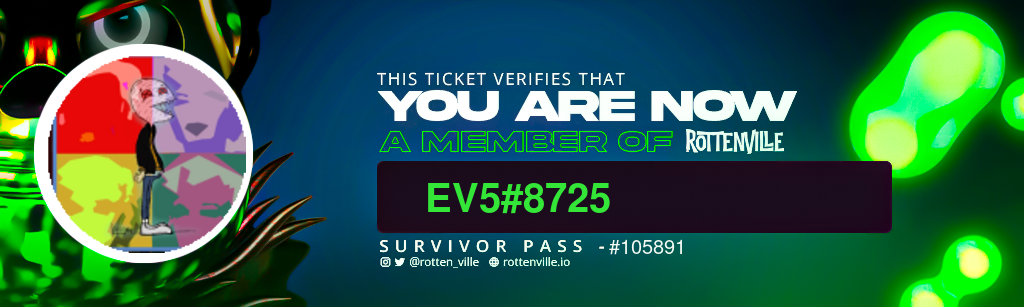 THIS TICKET VERIFIES THAT
YOU ARE NOW
A MEMBER OF ROTTENVILLE
EV5#8725
SURVIVOR PASS - #105891
@rotten_ville rottenville.io